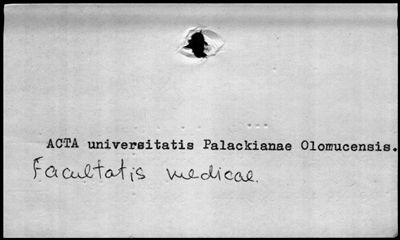 ACTA universitatis Palackianae Olomucensis.
Facultatis medicae.